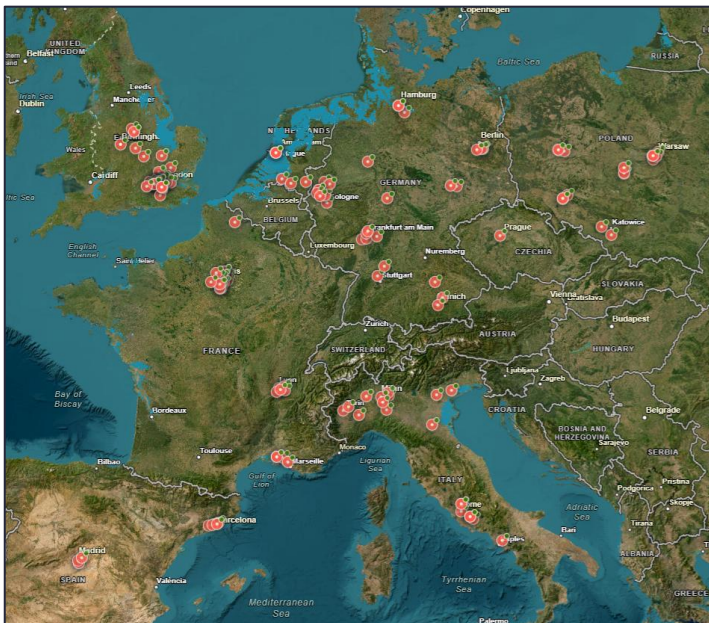 Copenhagen
UNITED
KINGDOM
Belfast
Baltic Sea
RUSSIA
Irish Sea
Leeds
Dublin
Manchester
Hamburg
NETHERLANDS
Berlin
POLAND
Warsaw
Wales
Cardiff
GERMANY
Cologne
Brussels
BELGIUM
Katowice
English
Channel
Saint Helier
Luxembourg
Frankfurt am Main
Prague
Nuremberg
CZECHIA
Stuttgart
SLOVAKIA
Vienna
Bratislava
Zurich
Budapest
FRANCE
SWITZERLAND
AUSTRIA
HUNGARY
Ljubljana
Zagreb
Bay of
Biscay
Bordeaux
CROATIA
Belgrade
BOSNIA AND
HERZEGOVINA
Sarajevo
Toulouse
Monaco
SERBIA
Bilbao
Marseille
Gulf of
Lion
Ligurian
Sea
ITALY
Pristina
Podgorica
Skopje
Adriatic
Sea
Tirana
Bari
ALBANIA
Madrid
SPAIN
València
Tyrrhenian
Sea
GREECE
Mediterranean
Sea
Palermo